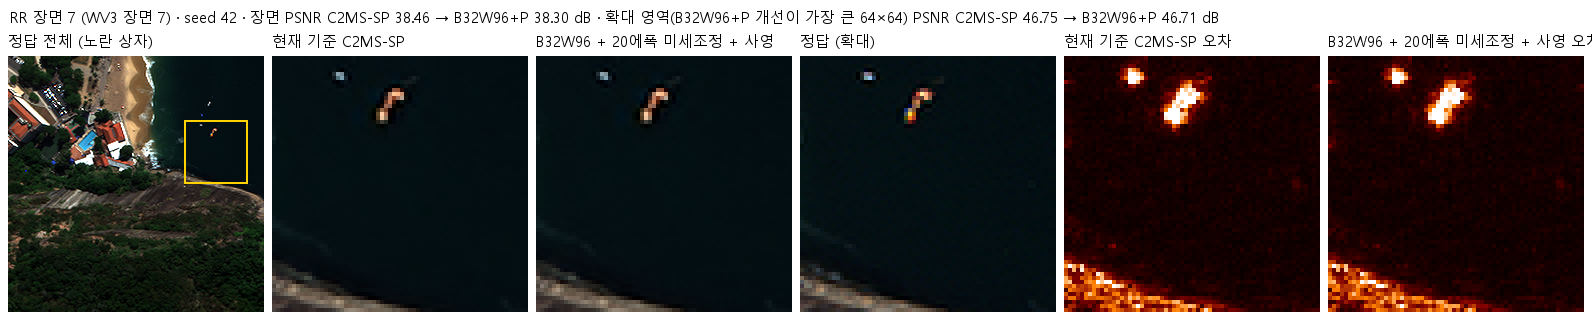 RR 장면 7 (WV3 장면 7) · seed 42 · 장면 PSNR C2MS-SP 38.46 → B32W96+P 38.30 dB · 확대 영역(B32W96+P 개선이 가장 큰 64×64) PSNR C2MS-SP 46.75 → B32W96+P 46.71 dB
정답 전체 (노란 상자)
현재 기준 C2MS-SP
B32W96 + 20에폭 미세조정 + 사영
정답 (확대)
현재 기준 C2MS-SP 오차
B32W96 + 20에폭 미세조정 + 사영 오